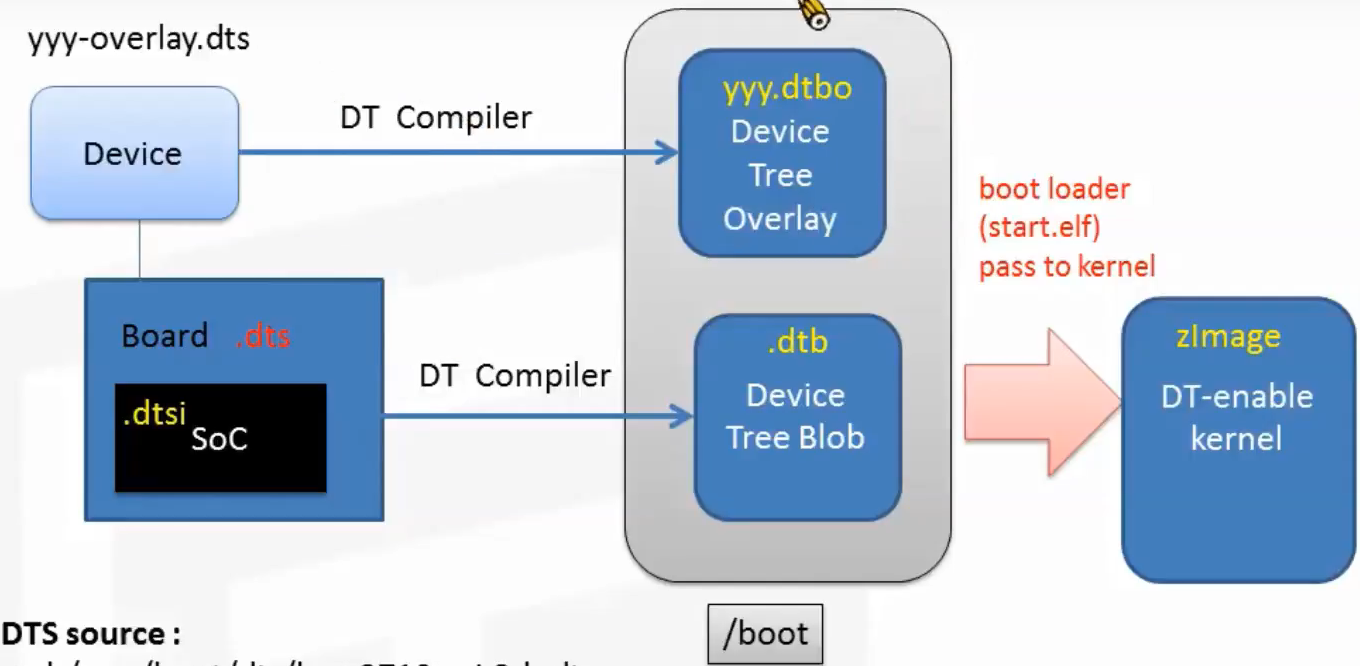 yyy-overlay.dts
Device
DT Compiler
yyy.dtbo
Device
Tree
Overlay
boot loader
(start.elf)
pass to kernel
Board .dts
.dtsi
SoC
DT Compiler
.dtb
Device
Tree Blob
zImage
DT-enable
kernel
DTS source :
/boot